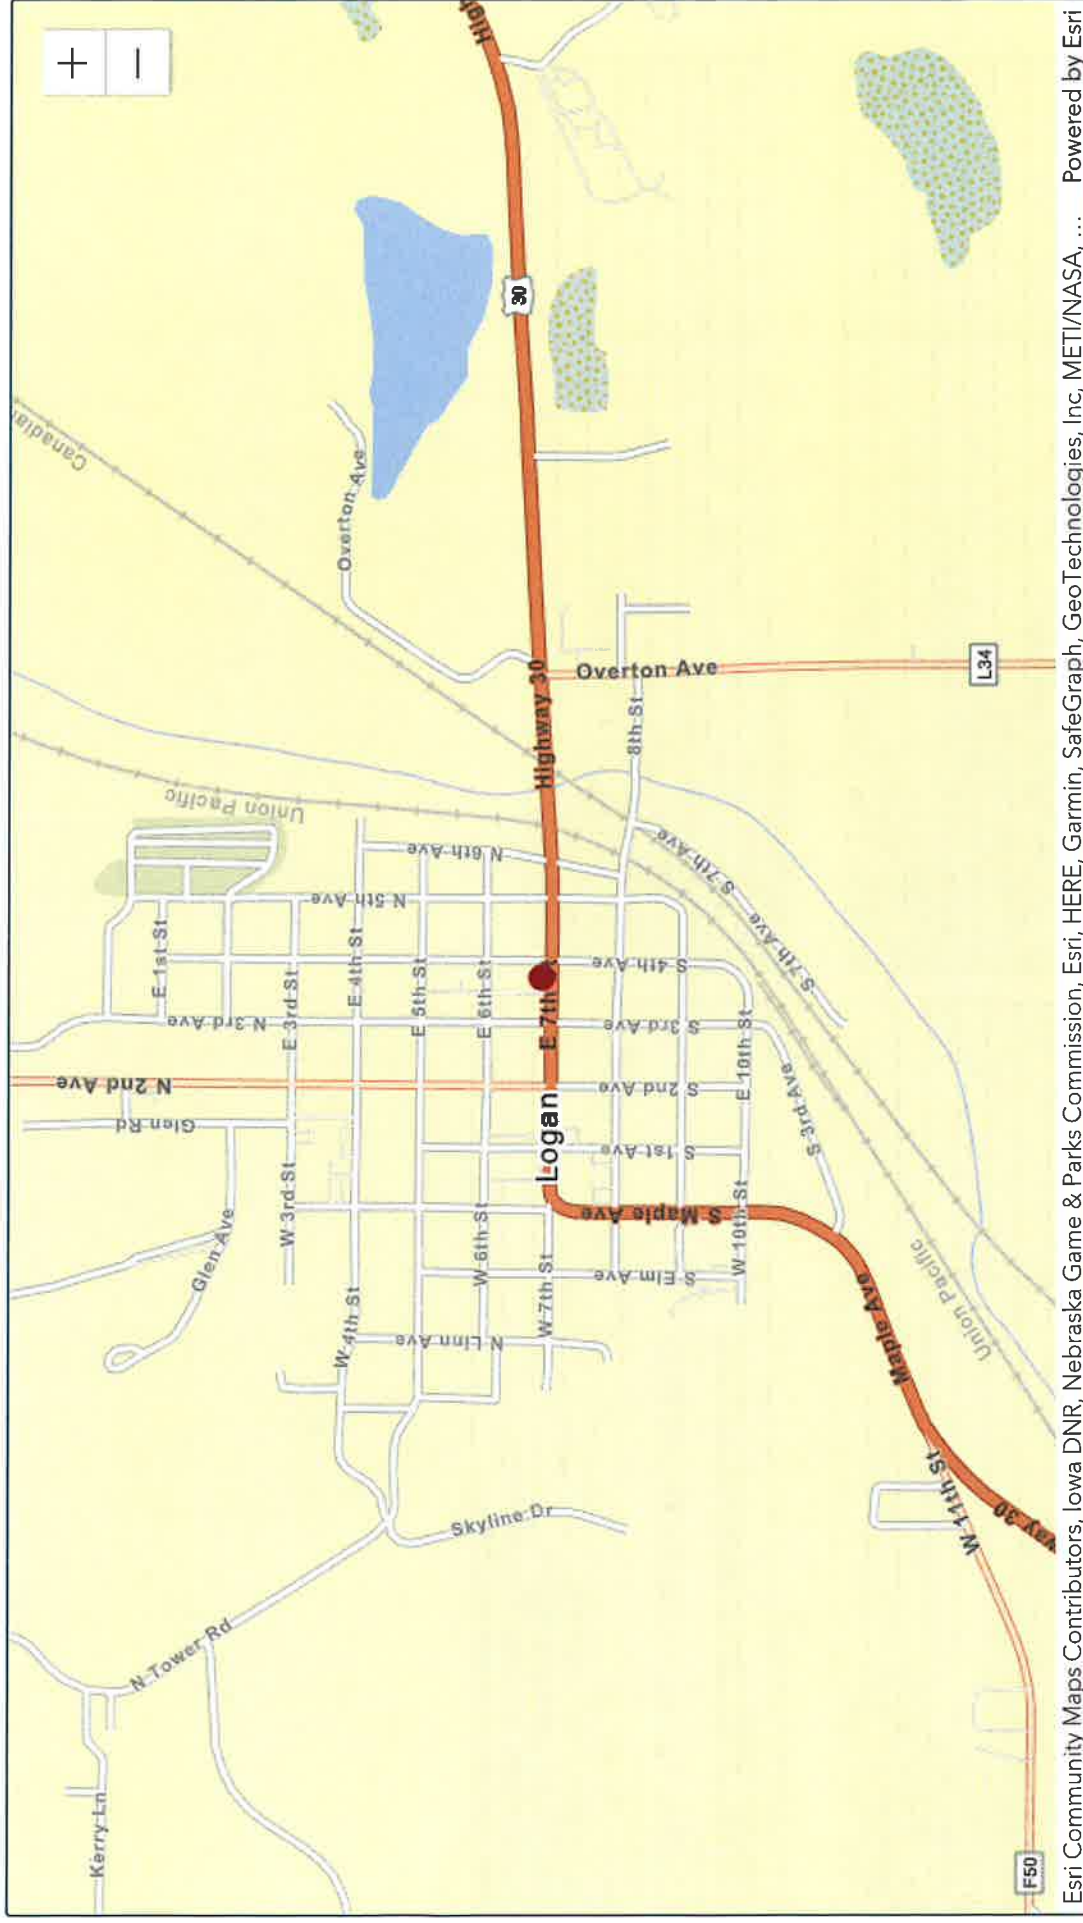 +
−
High
Canadian
Kerry Ln
N Tower Rd
Glen Rd
N 2nd Ave
E 1st St
Union Pacific
N 3rd Ave
Glen Ave
W 3rd St
E 3rd St
Overton Ave
W 4th St
E 4th St
N 5th Ave
E 5th St
N Linn Ave
N 6th Ave
W 6th St
E 6th St
Skyline Dr
W 7th St
Logan
E 7th
Highway 30
30
S Elm Ave
S Maple Ave
S 1st Ave
S 2nd Ave
S 3rd Ave
S 4th Ave
8th St
Overton Ave
S 7th Ave
W 10th St
E 10th St
S 7th Ave
S 3rd Ave
Maple Ave
Union Pacific
W 11th St
L34
F50
way 30
Esri Community Maps Contributors, Iowa DNR, Nebraska Game & Parks Commission, Esri, HERE, Garmin, SafeGraph, GeoTechnologies, Inc, METI/NASA, ... Powered by Esri